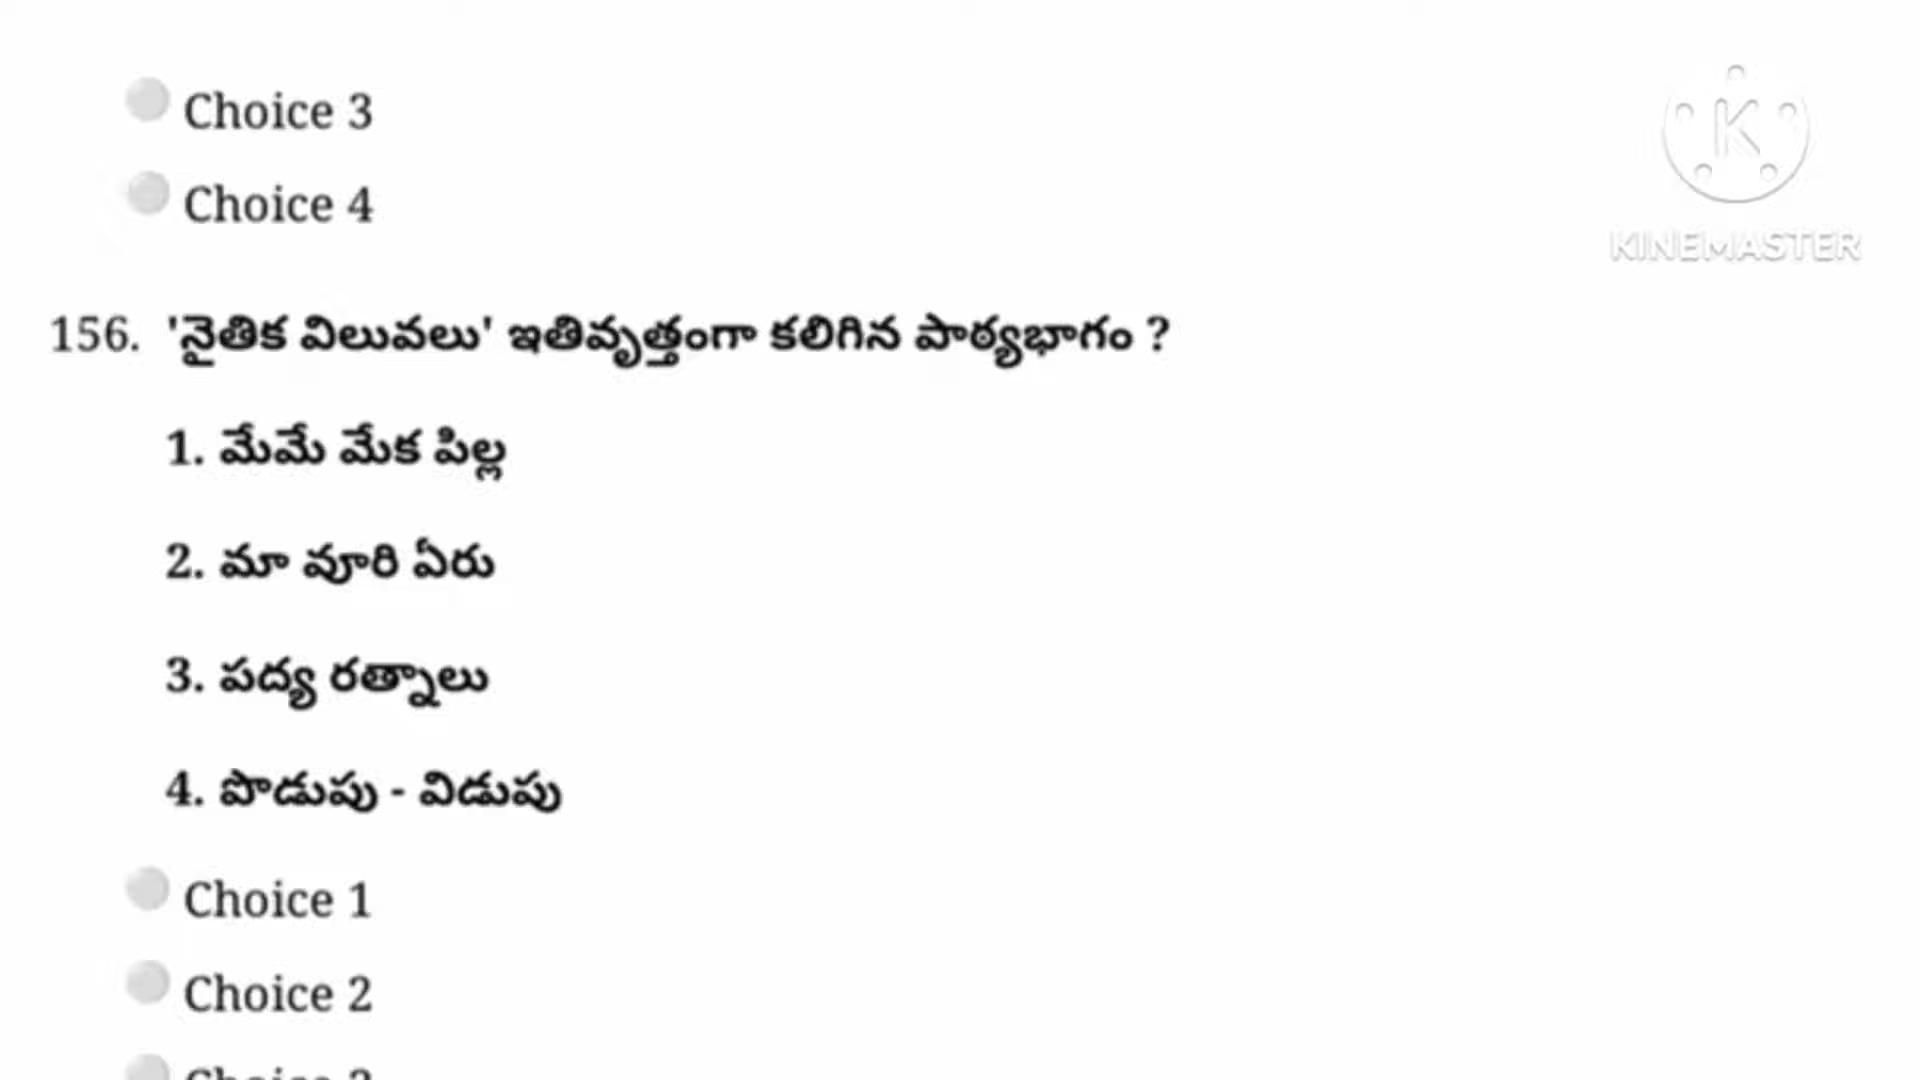 Choice 3
Choice 4
KINEMASTER
156. 'నైతిక విలువలు' ఇతివృత్తంగా కలిగిన పాఠ్యభాగం ?
1. మేమే మేక పిల్ల
2. మా వూరి ఏరు
3. పద్య రత్నాలు
4. పొడుపు - విడుపు
Choice 1
Choice 2
Choice 3